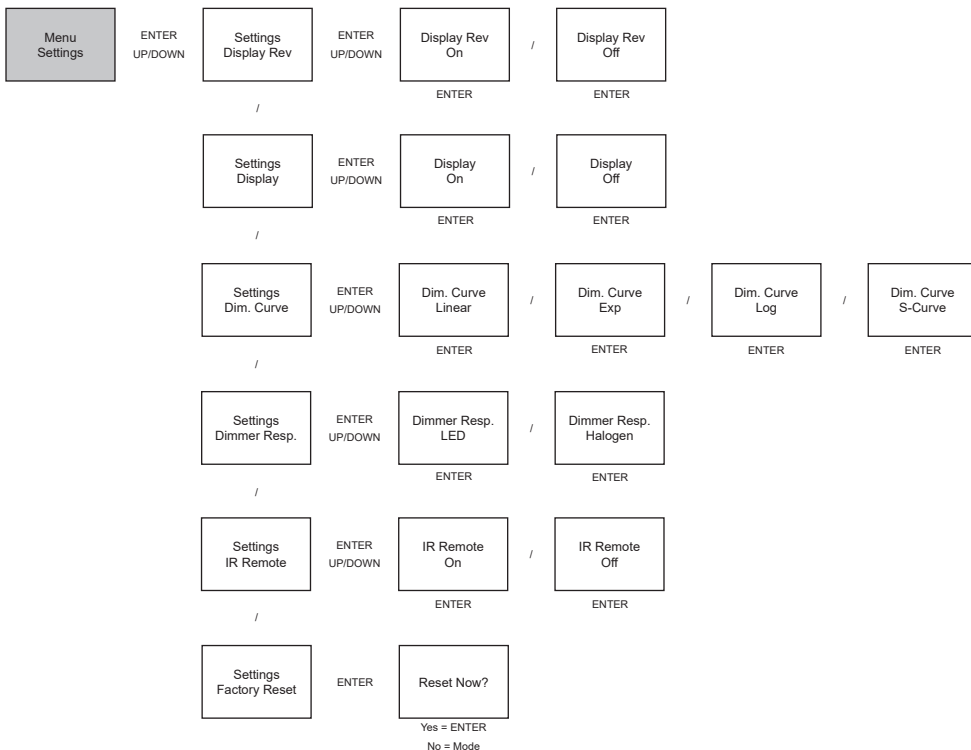 Menu
Settings
ENTER
UP/DOWN
Settings
Display Rev
ENTER
UP/DOWN
Display Rev
On
ENTER
/
Display Rev
Off
ENTER
/
Settings
Display
ENTER
UP/DOWN
Display
On
ENTER
/
Display
Off
ENTER
/
Settings
Dim. Curve
ENTER
UP/DOWN
Dim. Curve
Linear
ENTER
/
Dim. Curve
Exp
ENTER
/
Dim. Curve
Log
ENTER
/
Dim. Curve
S-Curve
ENTER
/
Settings
Dimmer Resp.
ENTER
UP/DOWN
Dimmer Resp.
LED
ENTER
/
Dimmer Resp.
Halogen
ENTER
/
Settings
IR Remote
ENTER
UP/DOWN
IR Remote
On
ENTER
/
IR Remote
Off
ENTER
/
Settings
Factory Reset
ENTER
Reset Now?
Yes = ENTER
No = Mode